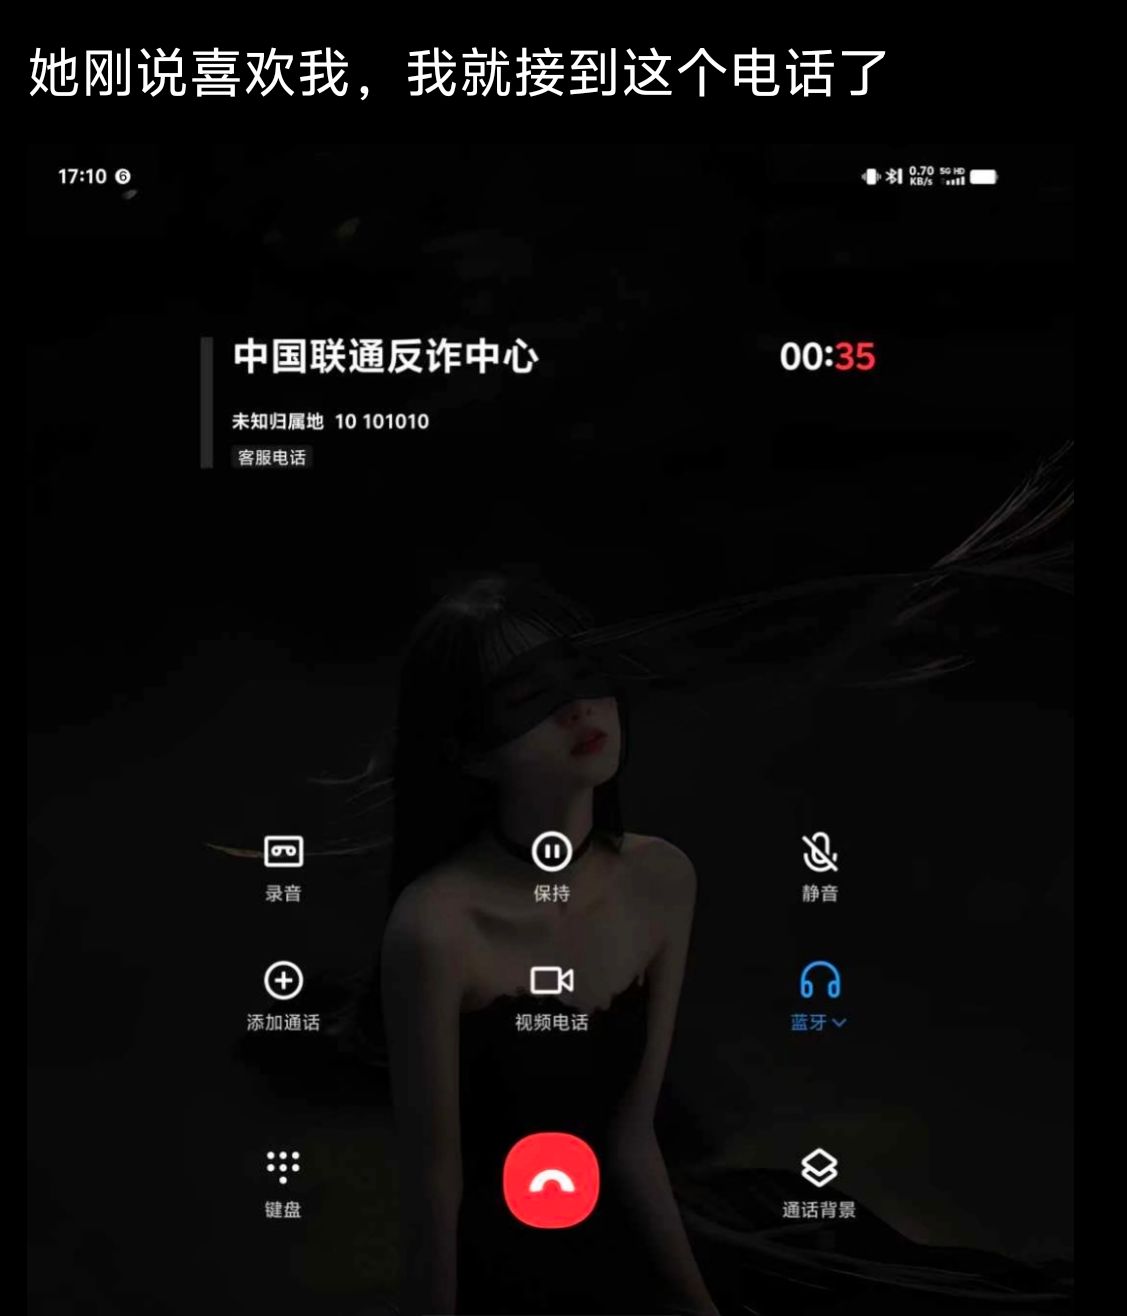 她刚说喜欢我，我就接到这个电话了
17:10 6 0.70 KB/s 5G HD
中国联通反诈中心 00:35
未知归属地 10 101010
客服电话
录音 保持 静音
添加通话 视频电话 蓝牙
键盘 通话背景